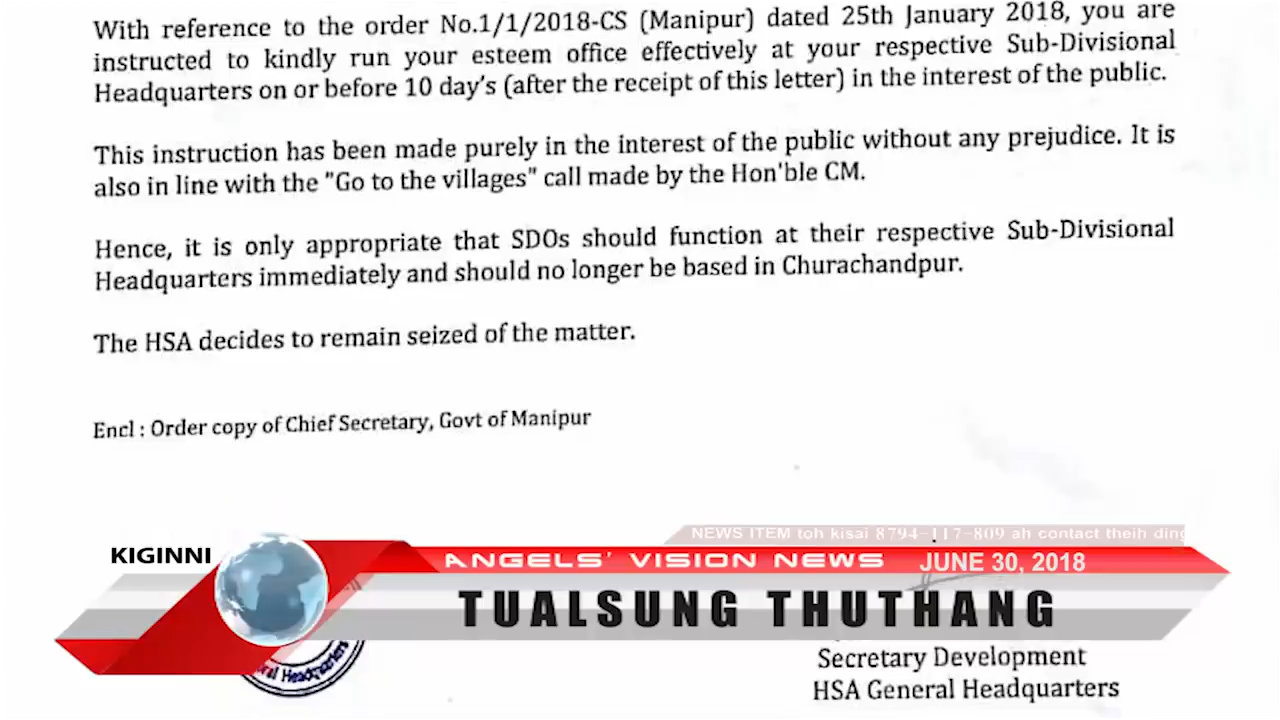 With reference to the order No.1/1/2018-CS (Manipur) dated 25th January 2018, you are
instructed to kindly run your esteem office effectively at your respective Sub-Divisional
Headquarters on or before 10 day's (after the receipt of this letter) in the interest of the public.
This instruction has been made purely in the interest of the public without any prejudice. It is
also in line with the "Go to the villages" call made by the Hon'ble CM.
Hence, it is only appropriate that SDOs should function at their respective Sub-Divisional
Headquarters immediately and should no longer be based in Churachandpur.
The HSA decides to remain seized of the matter.
Encl : Order copy of Chief Secretary, Govt of Manipur
NEWS ITEM toh kisai 8794-117-809 ah contact theih ding
KIGINNI
ANGELS' VISION NEWS JUNE 30, 2018
TUALSUNG THUTHANG
Secretary Development
HSA General Headquarters